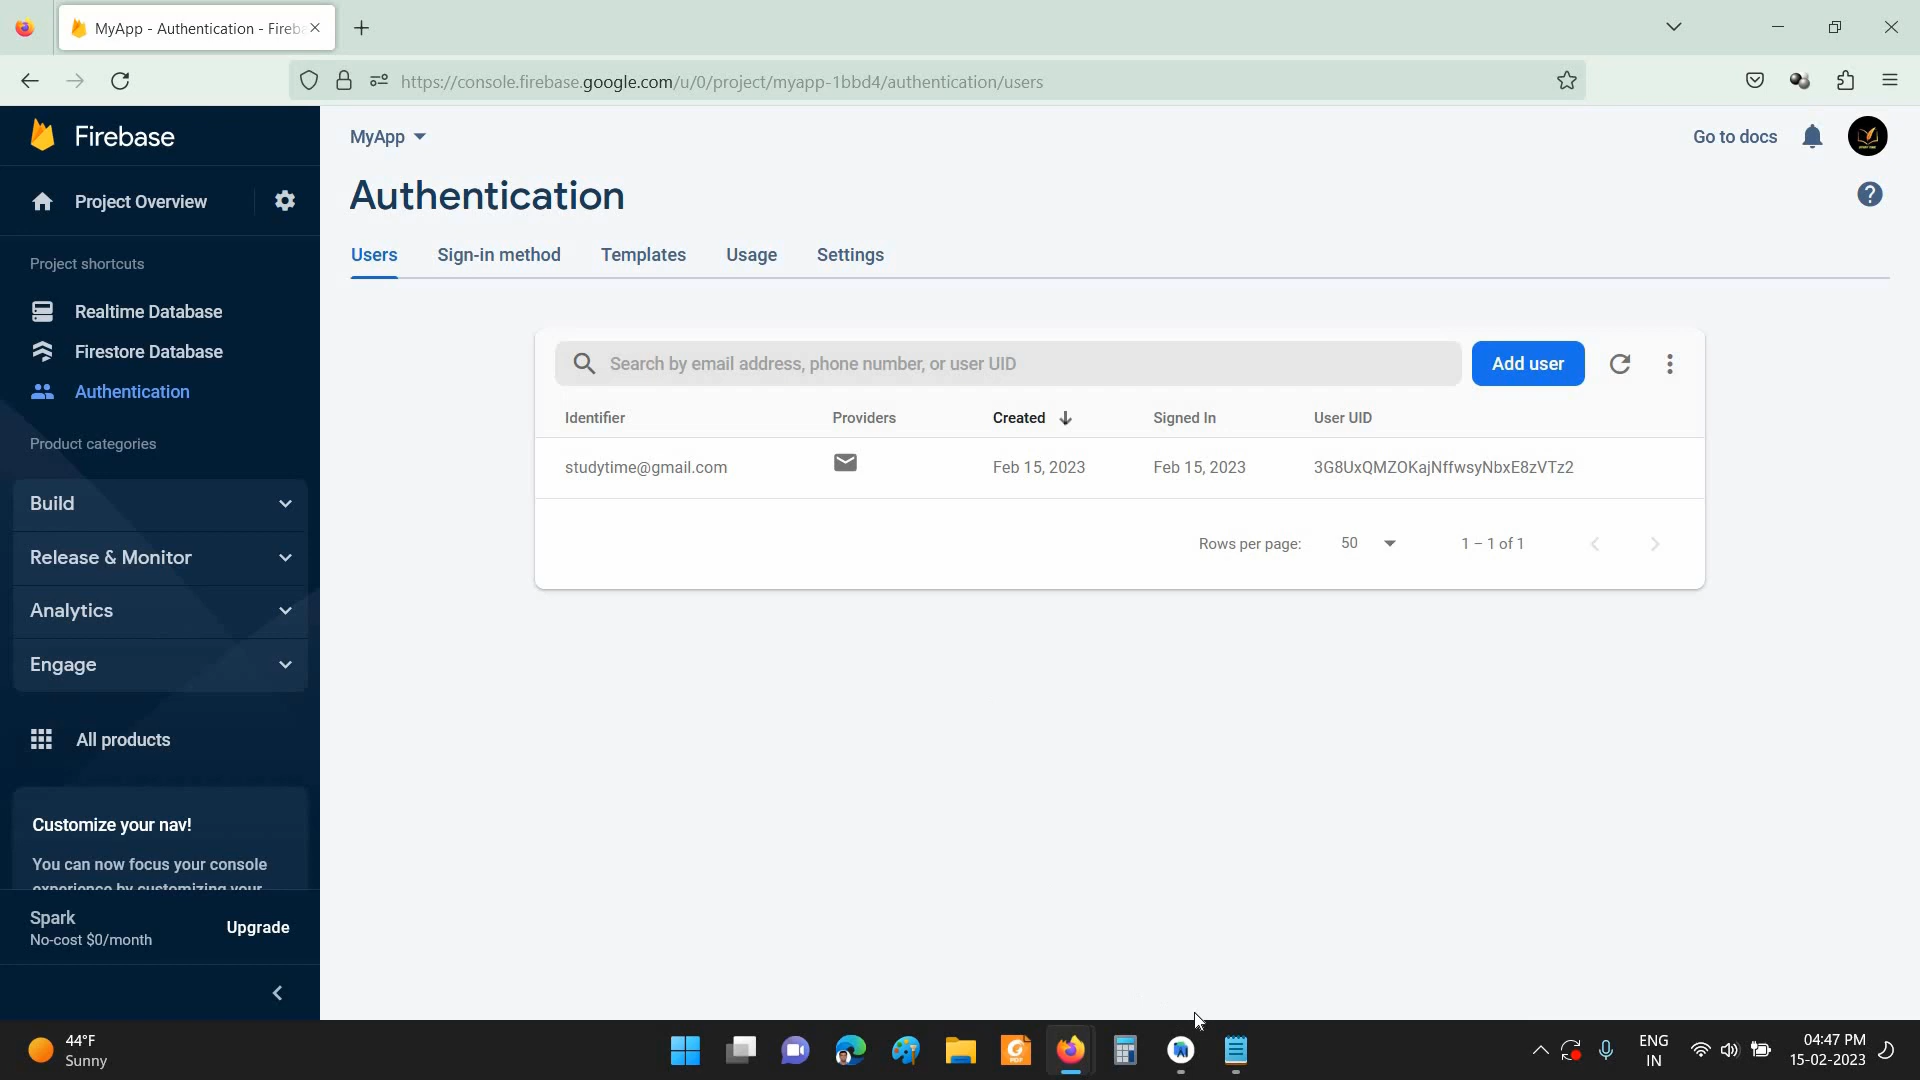 MyApp - Authentication - Fireb
https://console.firebase.google.com/u/0/project/myapp-1bbd4/authentication/users
Firebase
MyApp
Go to docs
Project Overview
Authentication
Users Sign-in method Templates Usage Settings
Project shortcuts
Realtime Database
Firestore Database
Authentication
Product categories
Build
Release & Monitor
Analytics
Engage
All products
Customize your nav!
You can now focus your console
experience by customizing your
Spark
No-cost $0/month
Upgrade
Search by email address, phone number, or user UID
Add user
Identifier Providers Created Signed In User UID
studytime@gmail.com Feb 15, 2023 Feb 15, 2023 3G8UxQMZOKajNffwsyNbxE8zVTz2
Rows per page: 50 1 – 1 of 1
44°F
Sunny
ENG
IN
04:47 PM
15-02-2023